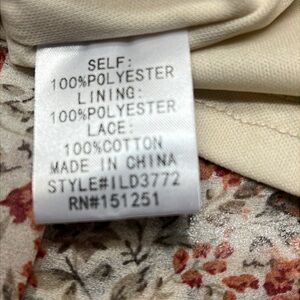 SELF:
100%POLYESTER
LINING:
100%POLYESTER
LACE:
100%COTTON
MADE IN CHINA
STYLE#ILD3772
RN#151251